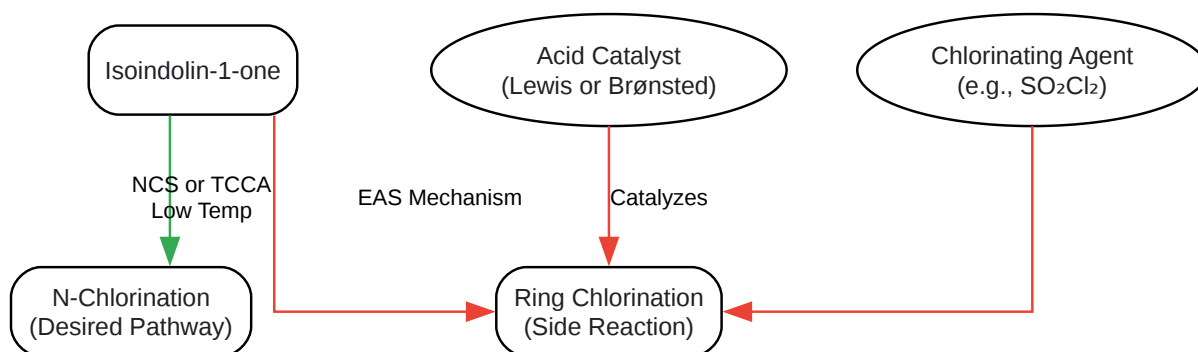 Isoindolin-1-one
Acid Catalyst
(Lewis or Brønsted)
Chlorinating Agent
(e.g., SO₂Cl₂)
NCS or TCCA
Low Temp
EAS Mechanism
Catalyzes
N-Chlorination
(Desired Pathway)
Ring Chlorination
(Side Reaction)